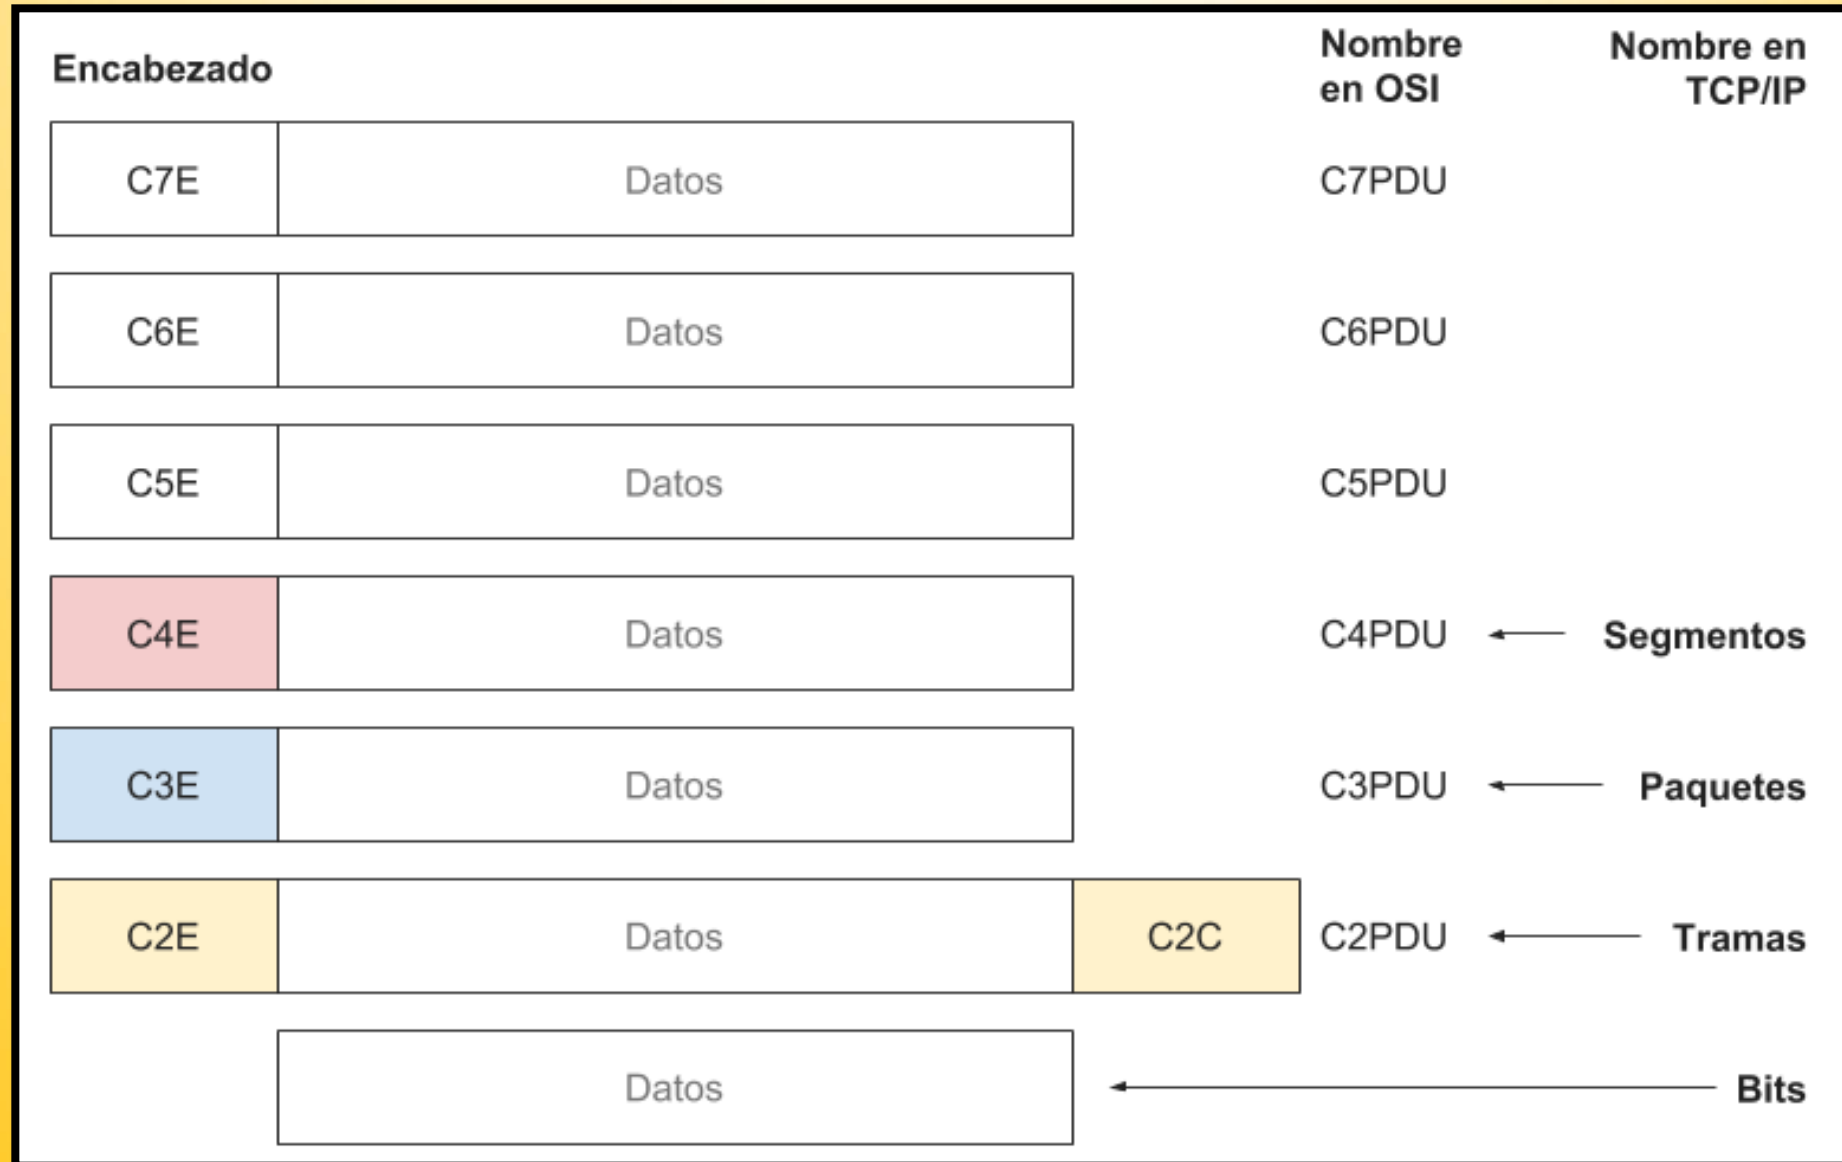 Encabezado
Nombre
en OSI
Nombre en
TCP/IP
C7E Datos C7PDU
C6E Datos C6PDU
C5E Datos C5PDU
C4E Datos C4PDU Segmentos
C3E Datos C3PDU Paquetes
C2E Datos C2C C2PDU Tramas
Datos Bits